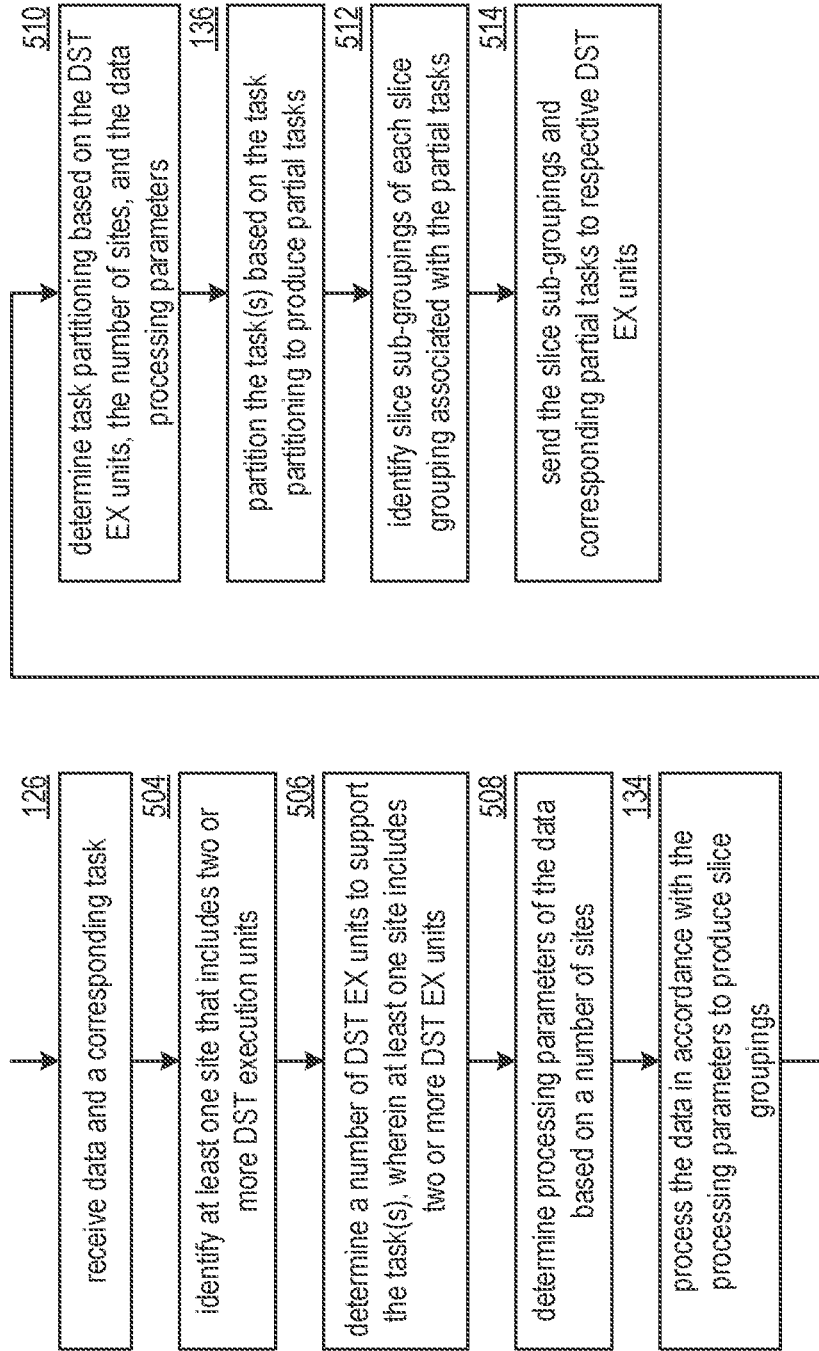 126
receive data and a corresponding task
504
identify at least one site that includes two or
more DST execution units
506
determine a number of DST EX units to support
the task(s), wherein at least one site includes
two or more DST EX units
508
determine processing parameters of the data
based on a number of sites
134
process the data in accordance with the
processing parameters to produce slice
groupings
510
determine task partitioning based on the DST
EX units, the number of sites, and the data
processing parameters
136
partition the task(s) based on the task
partitioning to produce partial tasks
512
identify slice sub-groupings of each slice
grouping associated with the partial tasks
514
send the slice sub-groupings and
corresponding partial tasks to respective DST
EX units